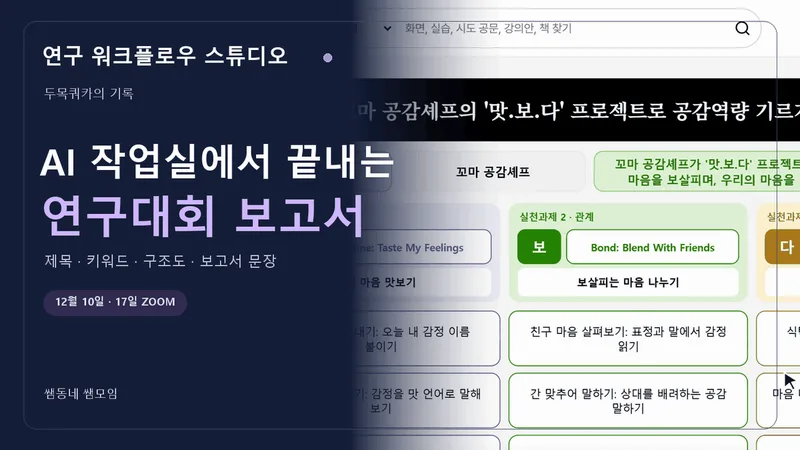 연구 워크플로우 스튜디오
두목쿼카의 기록
AI 작업실에서 끝내는
연구대회 보고서
제목 · 키워드 · 구조도 · 보고서 문장
12월 10일 · 17일 ZOOM
쌤동네 쌤모임
화면, 실습, 시도 공문, 강의안, 책 찾기
마 공감셰프의 '맛.보.다' 프로젝트로 공감역량 기르
꼬마 공감셰프
꼬마 공감셰프가 '맛.보.다' 프로젝트
마음을 보살피며, 우리의 마음을
실천과제 2 · 관계
실천과제
Taste My Feelings
보
Bond: Blend With Friends
다
마음 맛보기
보살피는 마음 나누기
내기: 오늘 내 감정 이름
붙이기
친구 마음 살펴보기: 표정과 말에서 감정
읽기
기: 감정을 맛 언어로 말해
보기
간 맞추어 말하기: 상대를 배려하는 공감
말하기
마음